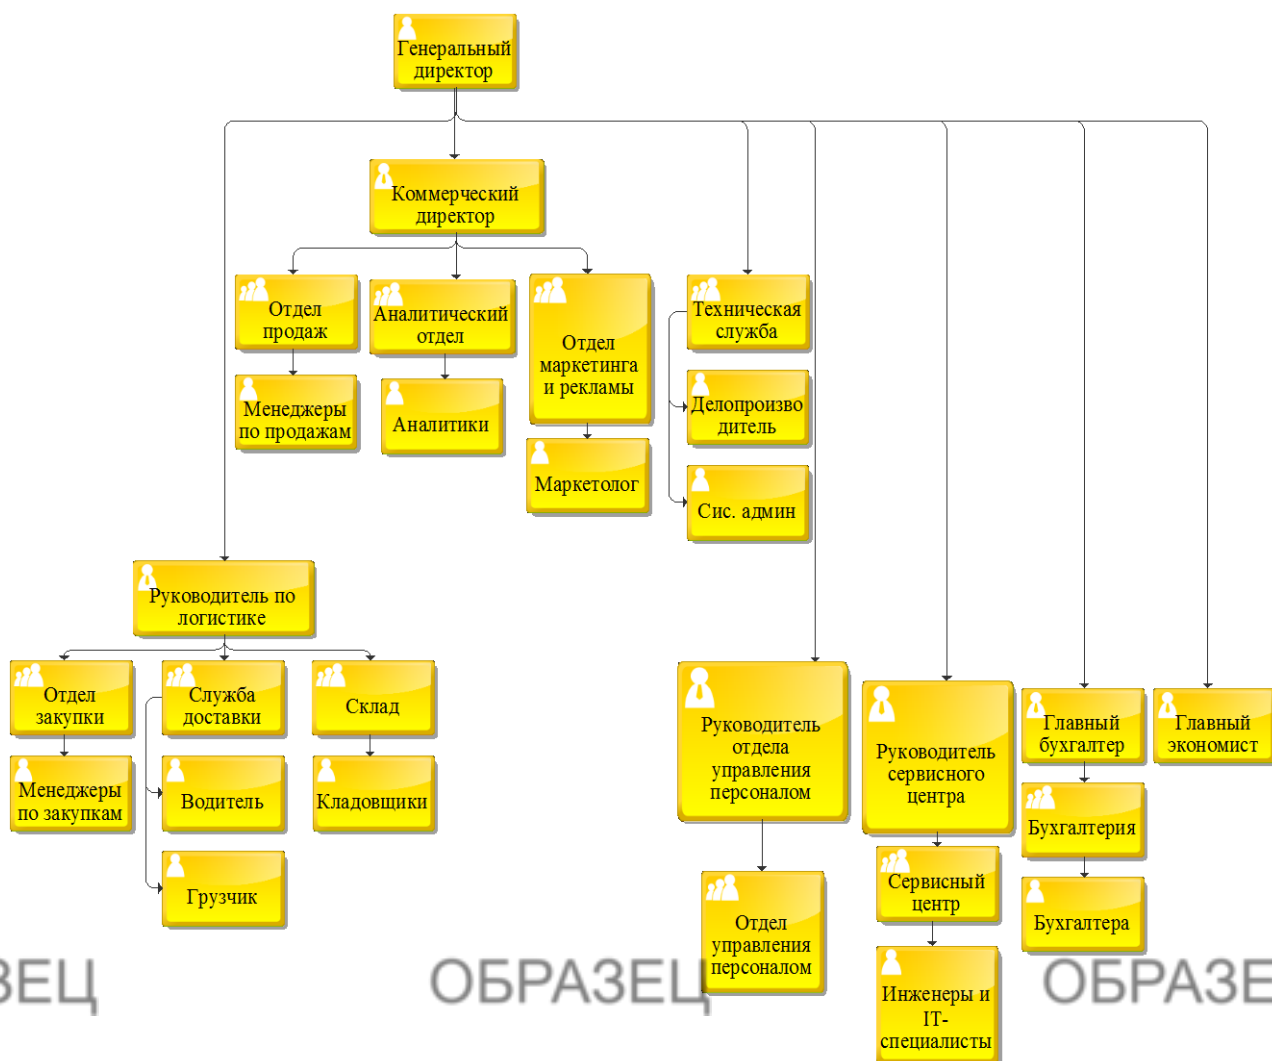 Генеральный
директор
Коммерческий
директор
Отдел
продаж
Аналитический
отдел
Отдел
маркетинга
и рекламы
Техническая
служба
Менеджеры
по продажам
Аналитики
Маркетолог
Делопроизво
дитель
Сис. админ
Руководитель по
логистике
Отдел
закупки
Служба
доставки
Склад
Менеджеры
по закупкам
Водитель
Кладовщики
Грузчик
Руководитель
отдела
управления
персоналом
Руководитель
сервисного
центра
Главный
бухгалтер
Главный
экономист
Отдел
управления
персоналом
Сервисный
центр
Бухгалтерия
Бухгалтера
Инженеры и
IT-
специалисты
ЗЕЦ
ОБРАЗЕЦ
ОБРАЗЕ